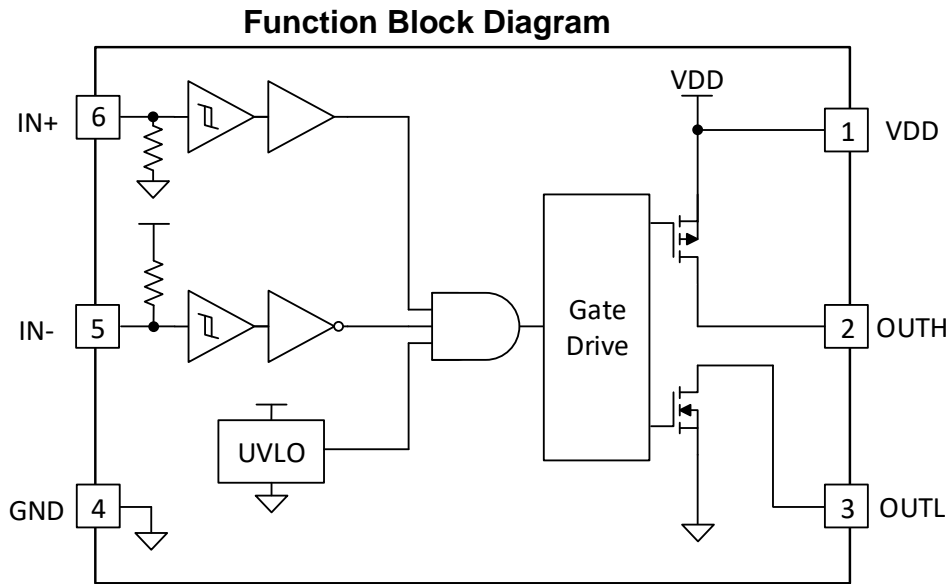 Function Block Diagram
VDD
IN+
6
1
VDD
IN-
5
Gate
Drive
2
OUTH
UVLO
GND
4
3
OUTL